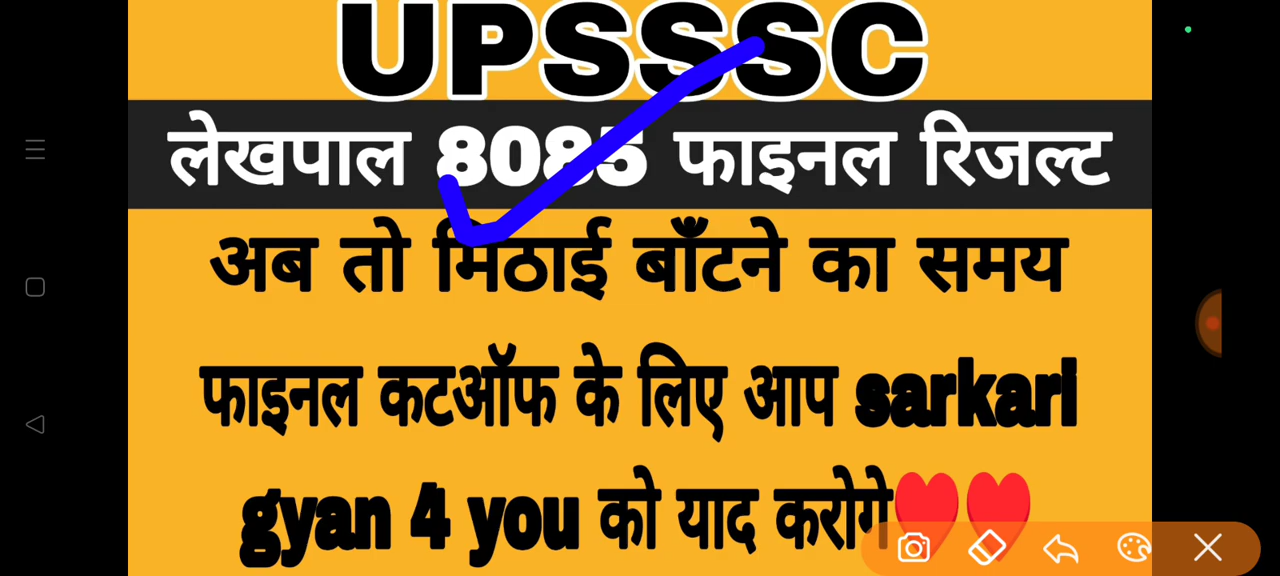 UPSSSC
लेखपाल 8085 फाइनल रिजल्ट
अब तो मिठाई बाँटने का समय
फाइनल कटऑफ के लिए आप sarkari
gyan 4 you को याद करोगे